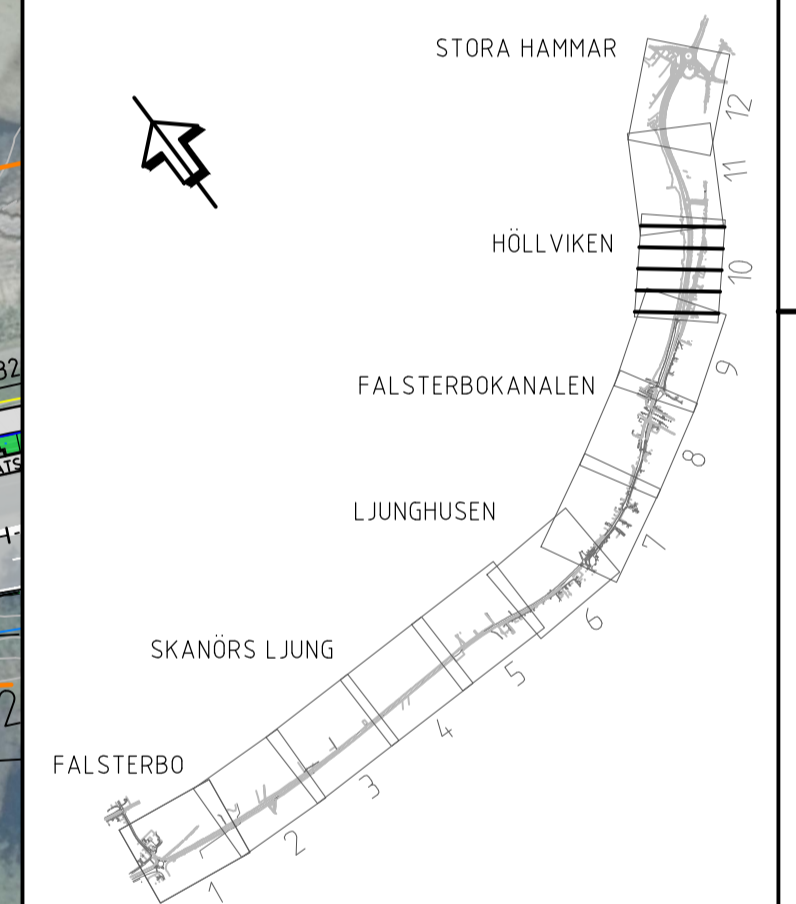 STORA HAMMAR
12
11
HÖLLVIKEN
10
9
FALSTERBOKANALEN
8
LJUNGHUSEN
7
6
SKANÖRS LJUNG
5
4
FALSTERBO
3
2
1